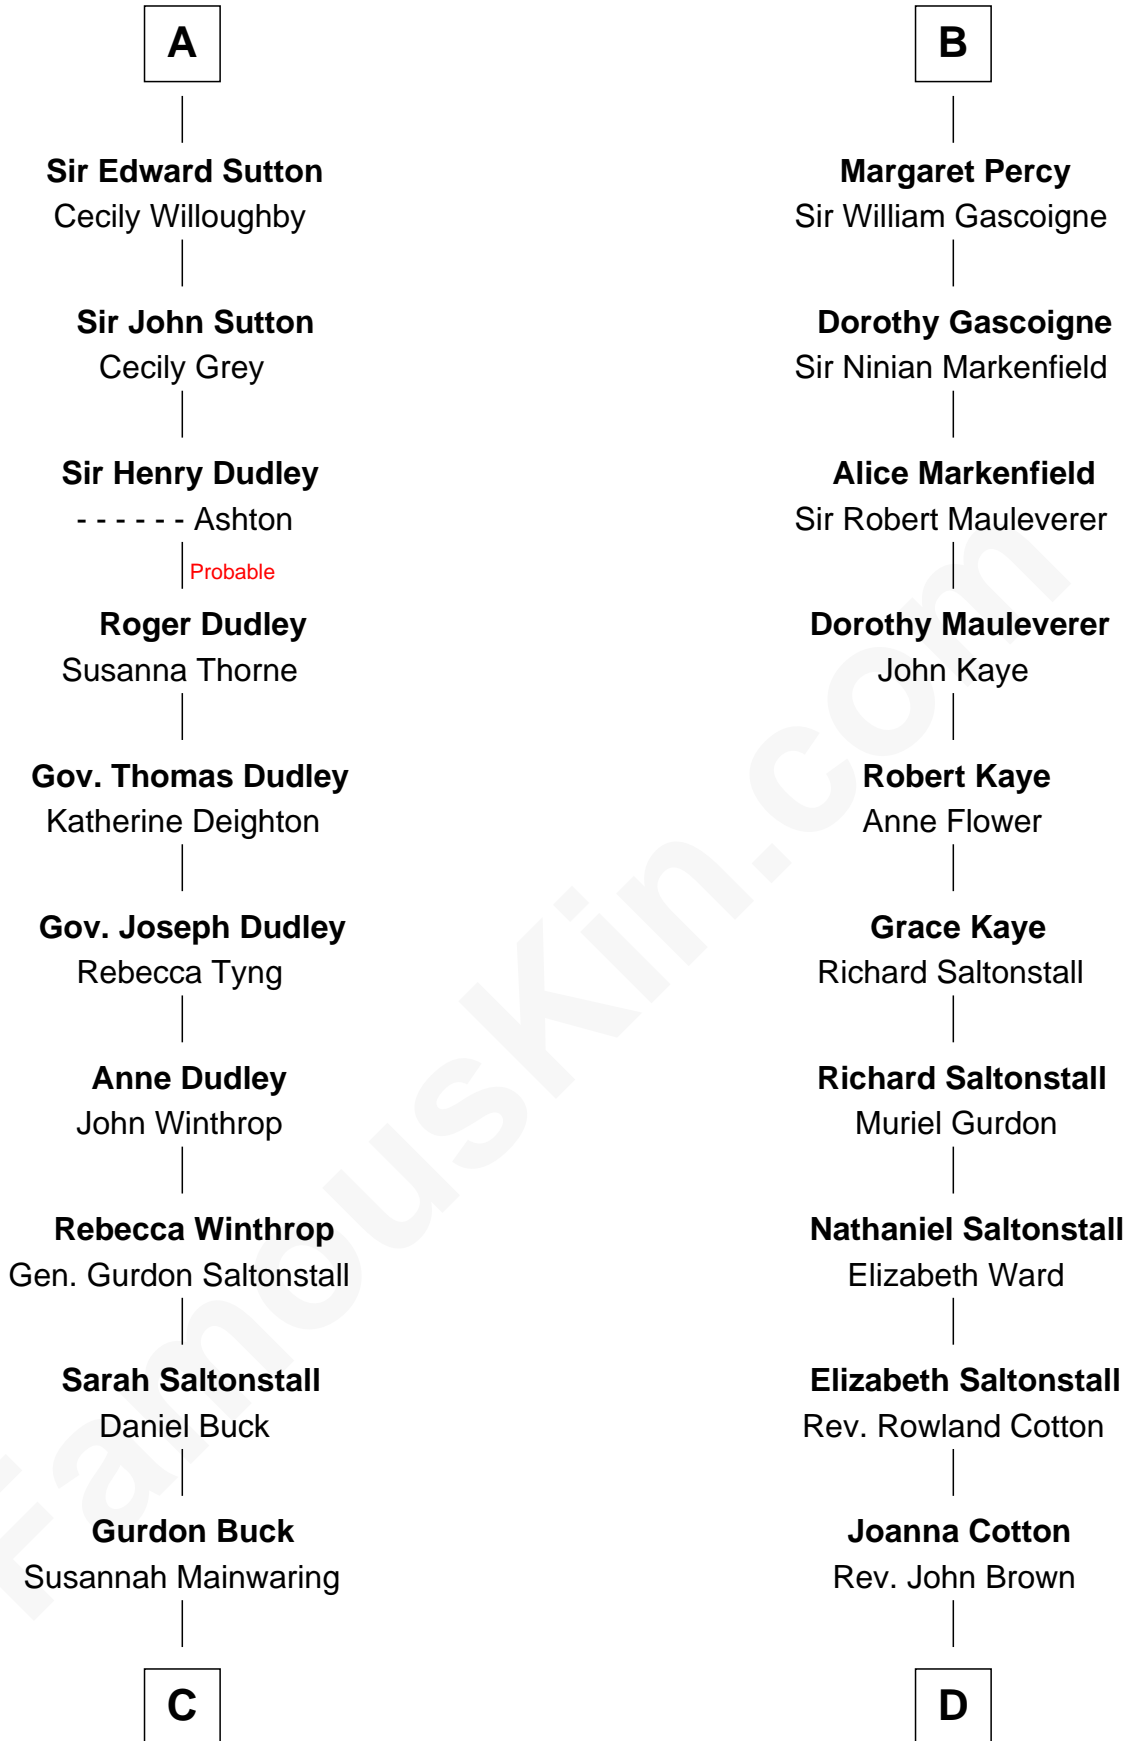 A
Sir Edward Sutton
Cecily Willoughby
Sir John Sutton
Cecily Grey
Sir Henry Dudley
- - - - - - Ashton
Probable
Roger Dudley
Susanna Thorne
Gov. Thomas Dudley
Katherine Deighton
Gov. Joseph Dudley
Rebecca Tyng
Anne Dudley
John Winthrop
Rebecca Winthrop
Gen. Gurdon Saltonstall
Sarah Saltonstall
Daniel Buck
Gurdon Buck
Susannah Mainwaring
C
B
Margaret Percy
Sir William Gascoigne
Dorothy Gascoigne
Sir Ninian Markenfield
Alice Markenfield
Sir Robert Mauleverer
Dorothy Mauleverer
John Kaye
Robert Kaye
Anne Flower
Grace Kaye
Richard Saltonstall
Richard Saltonstall
Muriel Gurdon
Nathaniel Saltonstall
Elizabeth Ward
Elizabeth Saltonstall
Rev. Rowland Cotton
Joanna Cotton
Rev. John Brown
D
FamousKin.com